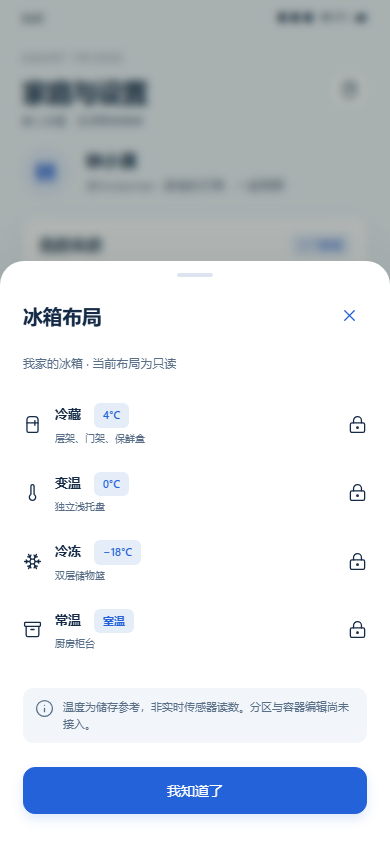 家庭与设置
冰箱布局
我家的冰箱 · 当前布局为只读
冷藏 4°C
层架、门架、保鲜盒
变温 0°C
独立浅托盘
冷冻 −18°C
双层储物篮
常温 室温
厨房柜台
温度为储存参考，非实时传感器读数。分区与容器编辑尚未
接入。
我知道了